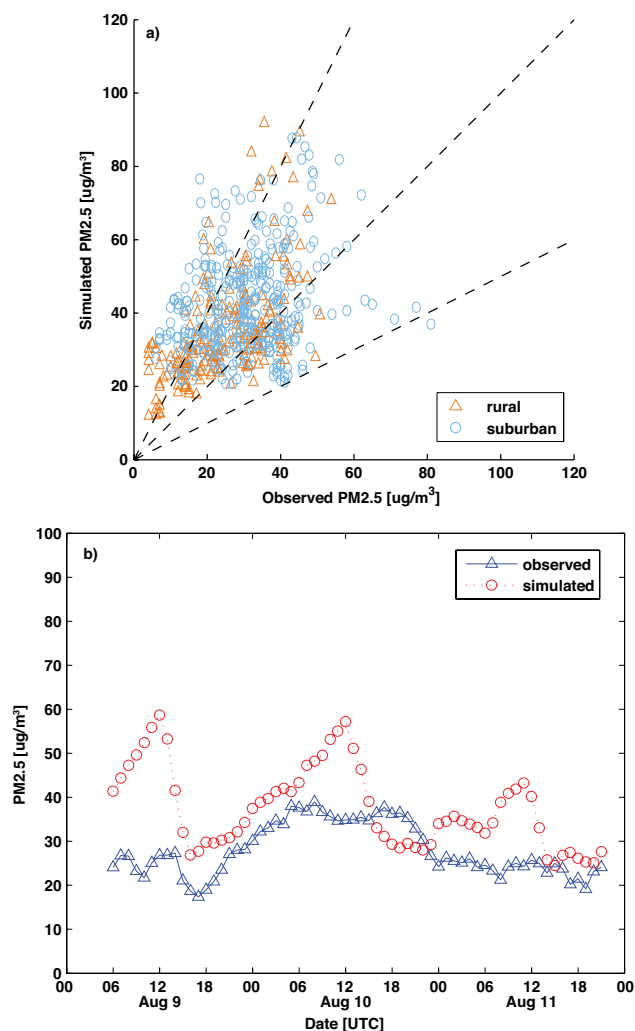 a)
120
100
80
60
40
20
0
Simulated PM2.5 [ug/m³]
rural
suburban
0 20 40 60 80 100 120
Observed PM2.5 [ug/m³]
b)
100
90
80
70
60
50
40
30
20
10
0
PM2.5 [ug/m³]
observed
simulated
00 06 12 18 00 06 12 18 00 06 12 18 00
Aug 9 Aug 10 Aug 11
Date [UTC]